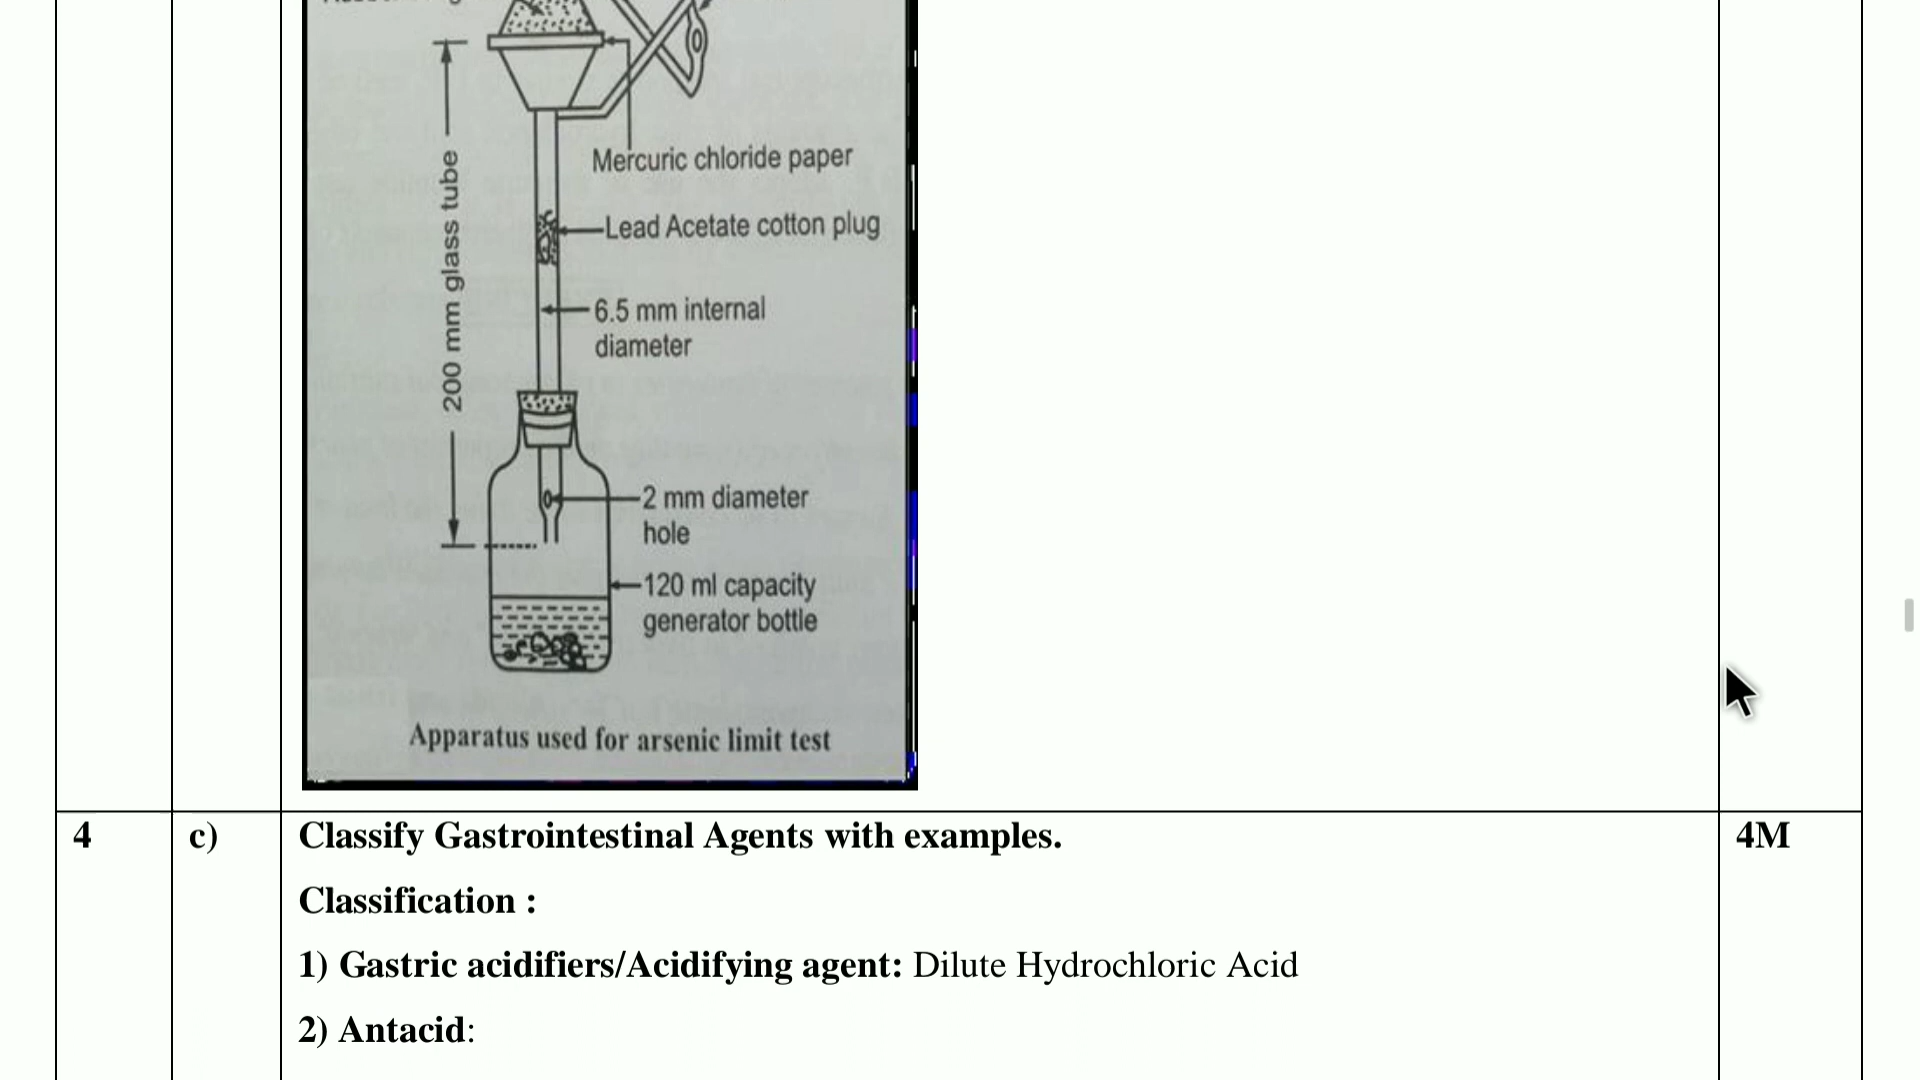 Mercuric chloride paper
200 mm glass tube
Lead Acetate cotton plug
6.5 mm internal
diameter
2 mm diameter
hole
120 ml capacity
generator bottle
Apparatus used for arsenic limit test
4
c)
Classify Gastrointestinal Agents with examples.
4M
Classification :
1) Gastric acidifiers/Acidifying agent: Dilute Hydrochloric Acid
2) Antacid: